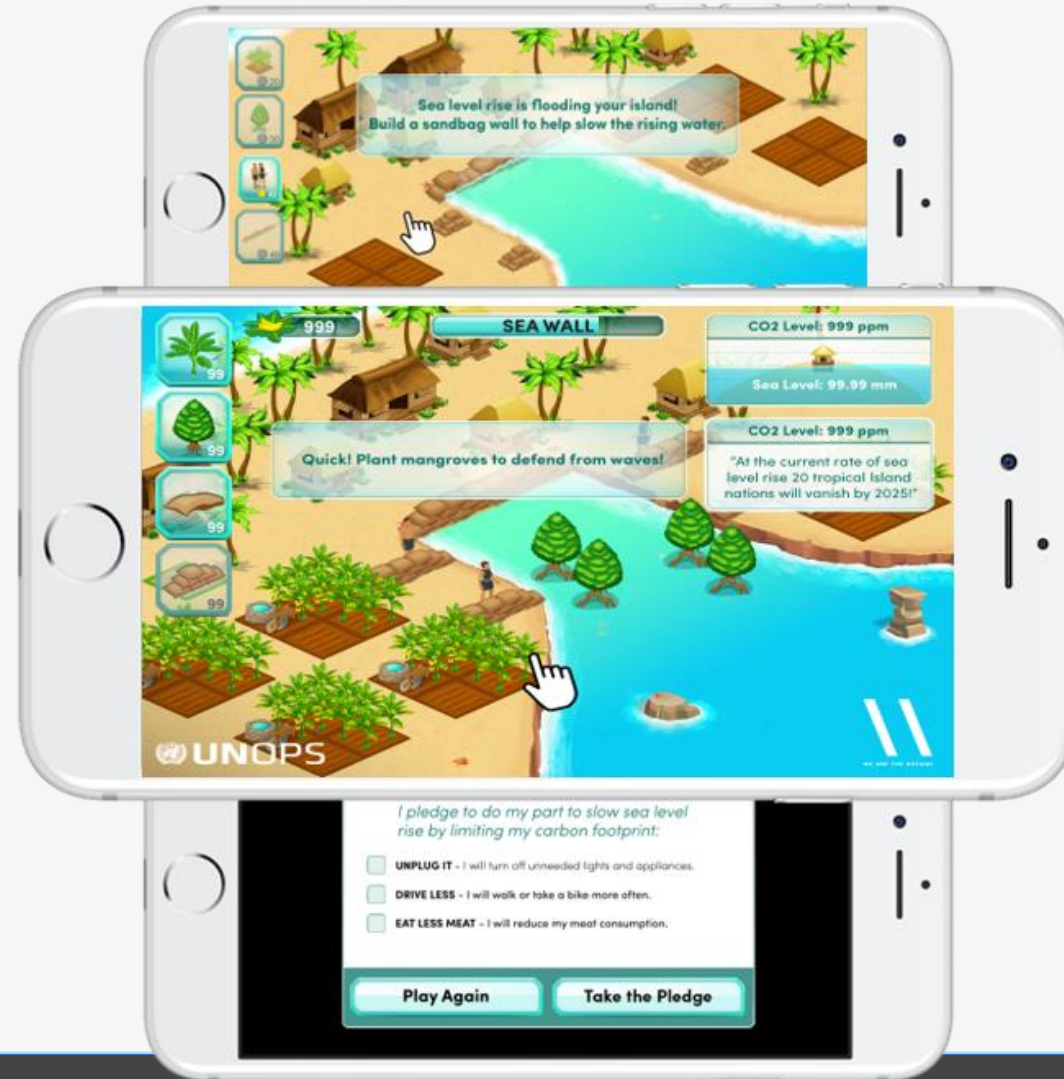 20
20
Sea level rise is flooding your island!
Build a sandbag wall to help slow the rising water.
999
SEA WALL
CO2 Level: 999 ppm
Sea Level: 99.99 mm
99
99
99
99
Quick! Plant mangroves to defend from waves!
CO2 Level: 999 ppm
"At the current rate of sea
level rise 20 tropical Island
nations will vanish by 2025!"
UNOPS
I pledge to do my part to slow sea level
rise by limiting my carbon footprint:
UNPLUG IT - I will turn off unneeded lights and appliances.
DRIVE LESS - I will walk or take a bike more often.
EAT LESS MEAT - I will reduce my meat consumption.
Play Again
Take the Pledge